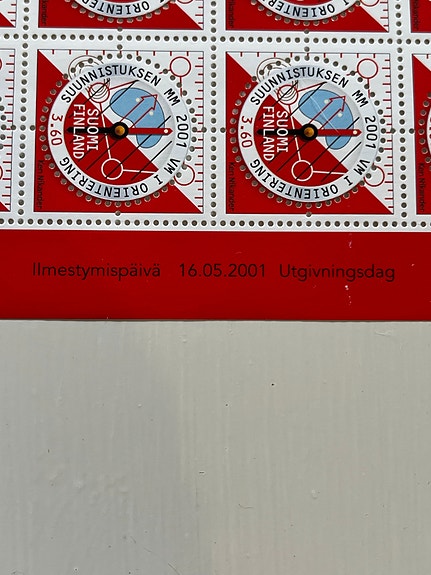 SUUNNISTUKSEN MM 2001 VM I ORIENTERING
SUOMI
FINLAND
3,60
SUUNNISTUKSEN MM 2001 VM I ORIENTERING
SUOMI
FINLAND
3,60
Ilmestymispäivä 16.05.2001 Utgivningsdag